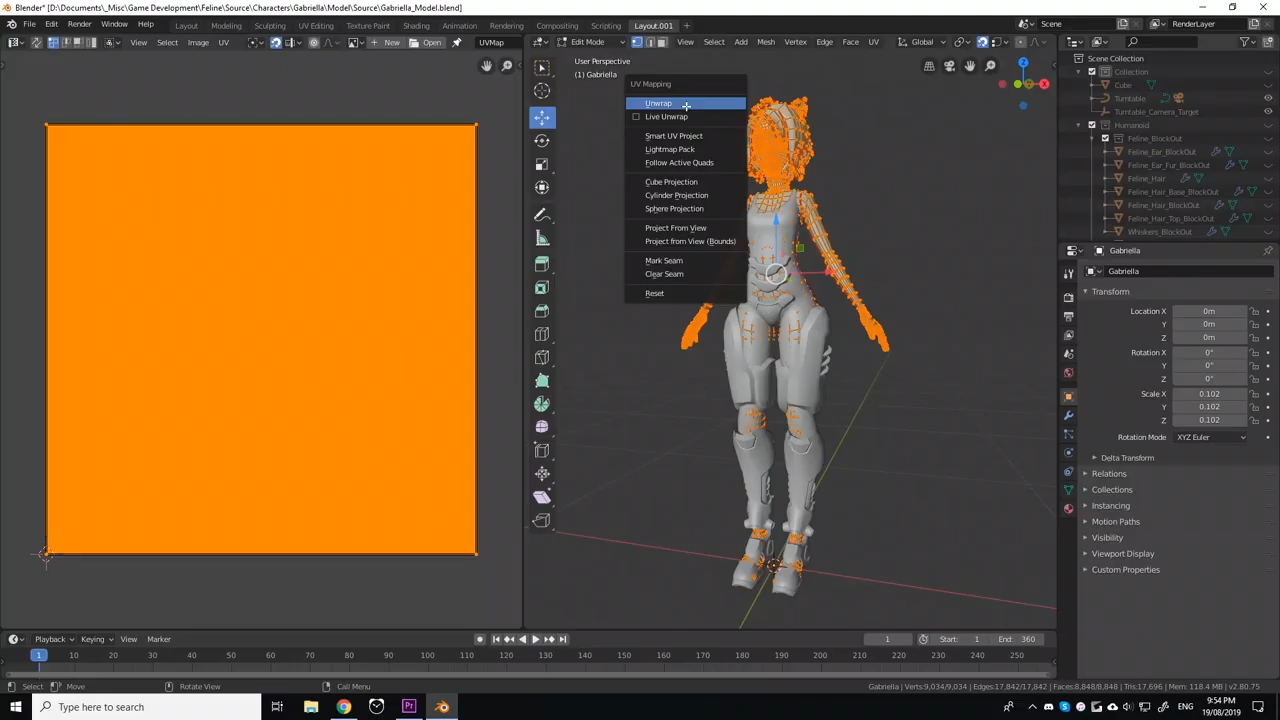 Blender* [D:\Documents\_Misc\Game Development\Feline\Source\Characters\Gabriella\Model\Source\Gabriella_Model.blend]
File Edit Render Window Help Layout Modeling Sculpting UV Editing Texture Paint Shading Animation Rendering Compositing Scripting Layout.001 + Scene RenderLayer
View Select Image UV + New Open UVMap Edit Mode View Select Add Mesh Vertex Edge Face UV Global
User Perspective
(1) Gabriella
UV Mapping
Unwrap
Live Unwrap
Smart UV Project
Lightmap Pack
Follow Active Quads
Cube Projection
Cylinder Projection
Sphere Projection
Project From View
Project from View (Bounds)
Mark Seam
Clear Seam
Reset
Z
X
Scene Collection
Collection
Cube
Turntable
Turntable_Camera_Target
Humanoid
Feline_BlockOut
Feline_Ear_BlockOut
Feline_Ear_Fur_BlockOut
Feline_Hair
Feline_Hair_Base_BlockOut
Feline_Hair_BlockOut
Feline_Hair_Top_BlockOut
Whiskers_BlockOut
Gabriella
Gabriella
Transform
Location X 0m
Y 0m
Z 0m
Rotation X 0°
Y 0°
Z 0°
Scale X 0.102
Y 0.102
Z 0.102
Rotation Mode XYZ Euler
Delta Transform
Relations
Collections
Instancing
Motion Paths
Visibility
Viewport Display
Custom Properties
Playback Keying View Marker 1 Start: 1 End: 360
1 10 20 30 40 50 60 70 80 90 100 110 120 130 140 150 160 170 180 190 200 210 220 230 240 250
Select Move Rotate View Call Menu Gabriella | Verts:9,034/9,034 | Edges:17,842/17,842 | Faces:8,848/8,848 | Tris:17,696 | Mem: 118.4 MB | v2.80.75
Type here to search ENG 9:54 PM
19/08/2019